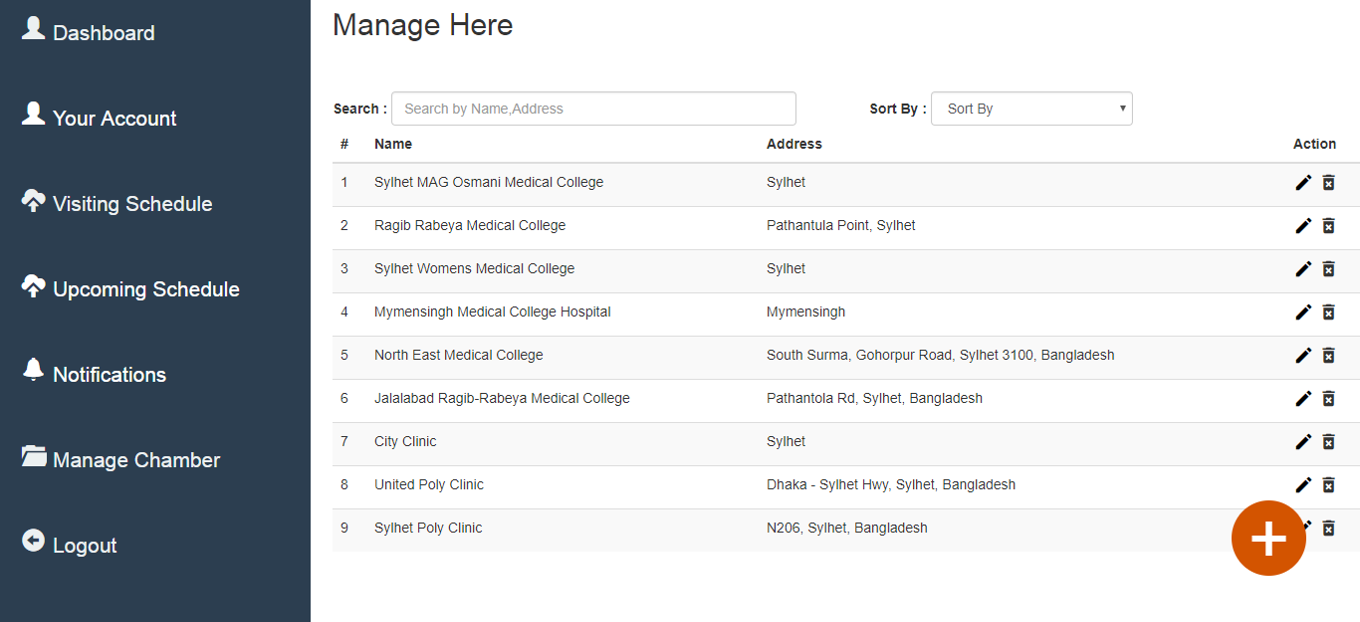 Dashboard
Your Account
Visiting Schedule
Upcoming Schedule
Notifications
Manage Chamber
Logout
Manage Here
Search : Search by Name,Address Sort By : Sort By
# Name Address Action
1 Sylhet MAG Osmani Medical College Sylhet
2 Ragib Rabeya Medical College Pathantula Point, Sylhet
3 Sylhet Womens Medical College Sylhet
4 Mymensingh Medical College Hospital Mymensingh
5 North East Medical College South Surma, Gohorpur Road, Sylhet 3100, Bangladesh
6 Jalalabad Ragib-Rabeya Medical College Pathantola Rd, Sylhet, Bangladesh
7 City Clinic Sylhet
8 United Poly Clinic Dhaka - Sylhet Hwy, Sylhet, Bangladesh
9 Sylhet Poly Clinic N206, Sylhet, Bangladesh